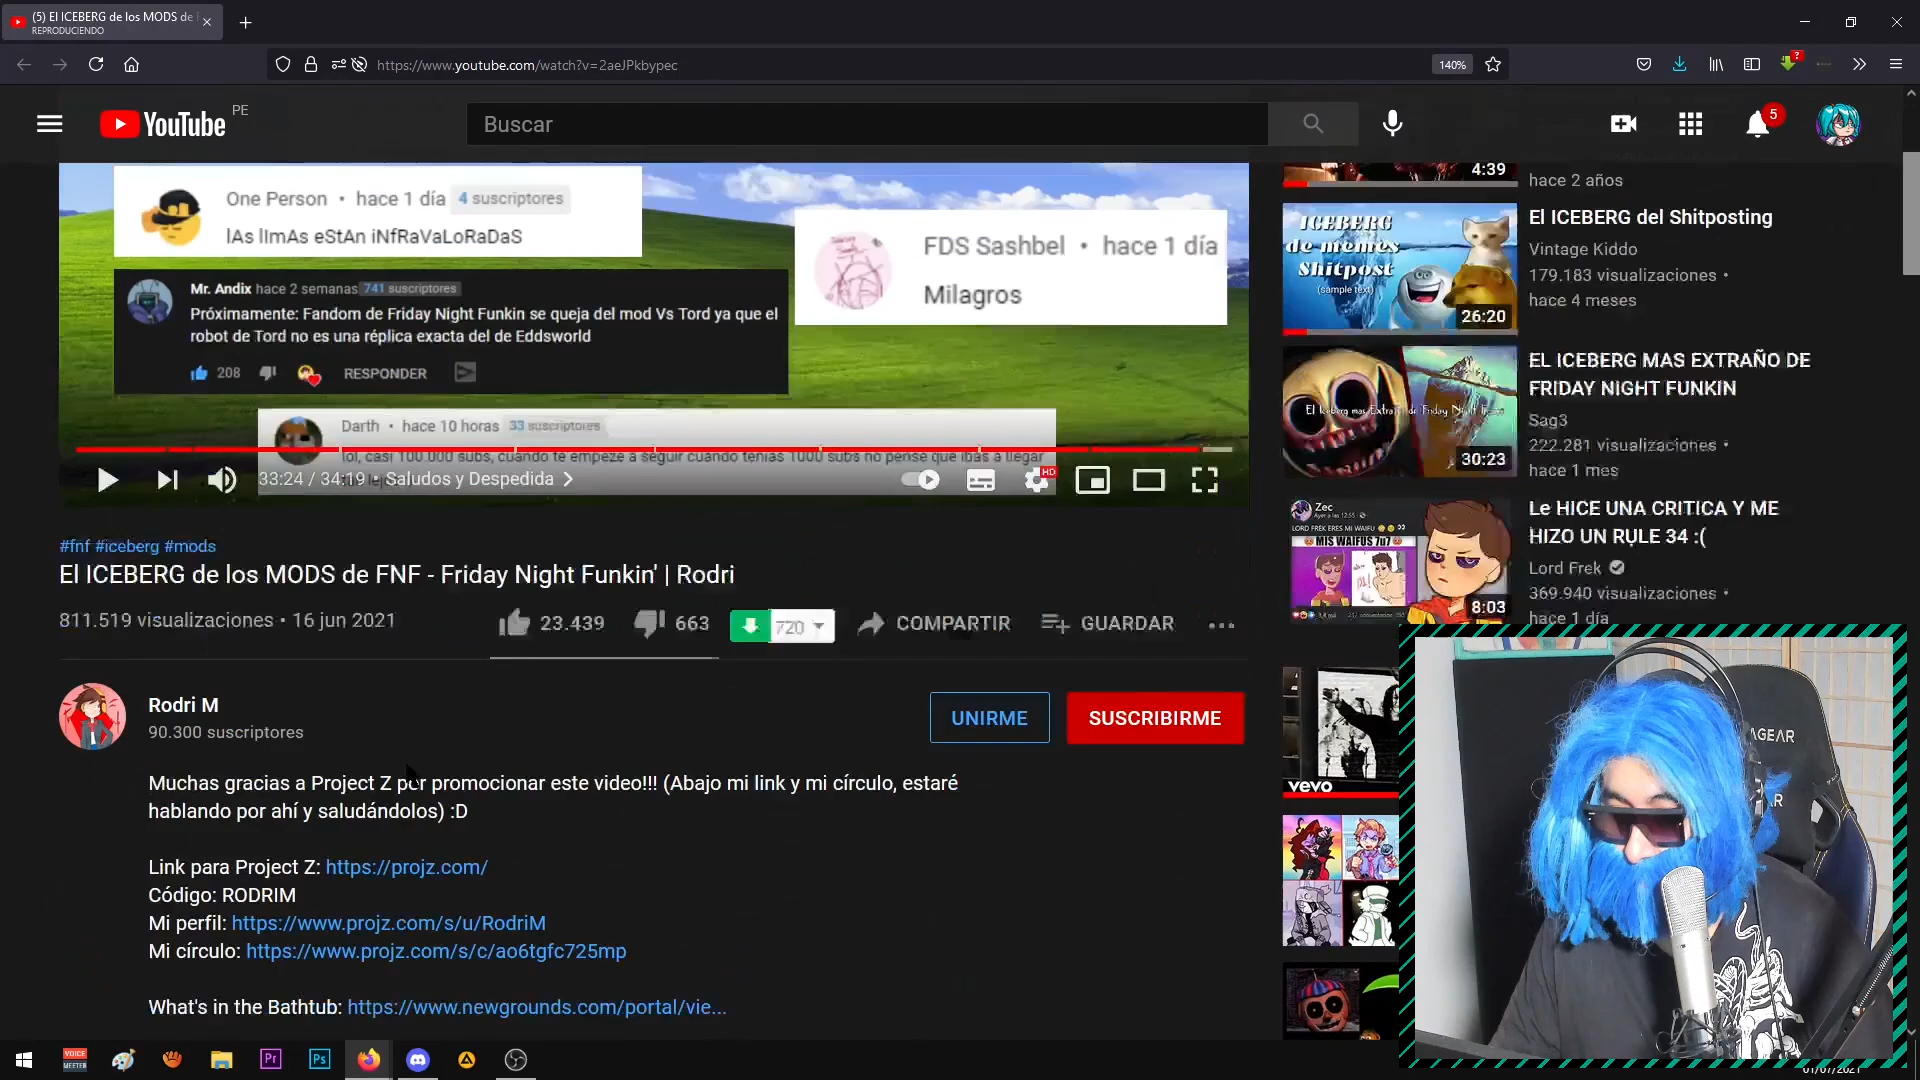 (5) El ICEBERG de los MODS de
REPRODUCIENDO
https://www.youtube.com/watch?v=2aeJPkbypec
140%
YouTube
PE
Buscar
5
One Person • hace 1 día 4 suscriptores
lAs lImAs eStAn iNfRaVaLoRaDaS
FDS Sashbel • hace 1 día
Milagros
Mr. Andix hace 2 semanas 741 suscriptores
Próximamente: Fandom de Friday Night Funkin se queja del mod Vs Tord ya que el
robot de Tord no es una réplica exacta del de Eddsworld
208
RESPONDER
Darth • hace 10 horas 33 suscriptores
lol, casi 100.000 subs, cuando te empeze a seguir cuando tenias 1000 subs no pense que ibas a llegar
33:24 / 34:19 • Saludos y Despedida
HD
#fnf #iceberg #mods
El ICEBERG de los MODS de FNF - Friday Night Funkin' | Rodri
811.519 visualizaciones • 16 jun 2021
23.439
663
720
COMPARTIR
GUARDAR
Rodri M
90.300 suscriptores
UNIRME
SUSCRIBIRME
Muchas gracias a Project Z por promocionar este video!!! (Abajo mi link y mi círculo, estaré
hablando por ahí y saludándolos) :D
Link para Project Z: https://projz.com/
Código: RODRIM
Mi perfil: https://www.projz.com/s/u/RodriM
Mi círculo: https://www.projz.com/s/c/ao6tgfc725mp
What's in the Bathtub: https://www.newgrounds.com/portal/vie...
4:39
hace 2 años
ICEBERG
de memes
Shitpost
(sample text)
26:20
El ICEBERG del Shitposting
Vintage Kiddo
179.183 visualizaciones •
hace 4 meses
30:23
EL ICEBERG MAS EXTRAÑO DE
FRIDAY NIGHT FUNKIN
Sag3
222.281 visualizaciones •
hace 1 mes
Zec
LORD FREK ERES MI WAIFU
MIS WAIFUS 7u7
8:03
Le HICE UNA CRITICA Y ME
HIZO UN RULE 34 :(
Lord Frek
369.940 visualizaciones •
hace 1 día
vevo
AGEAR
VOICE
MEETER
Pr
Ps
01/07/2021